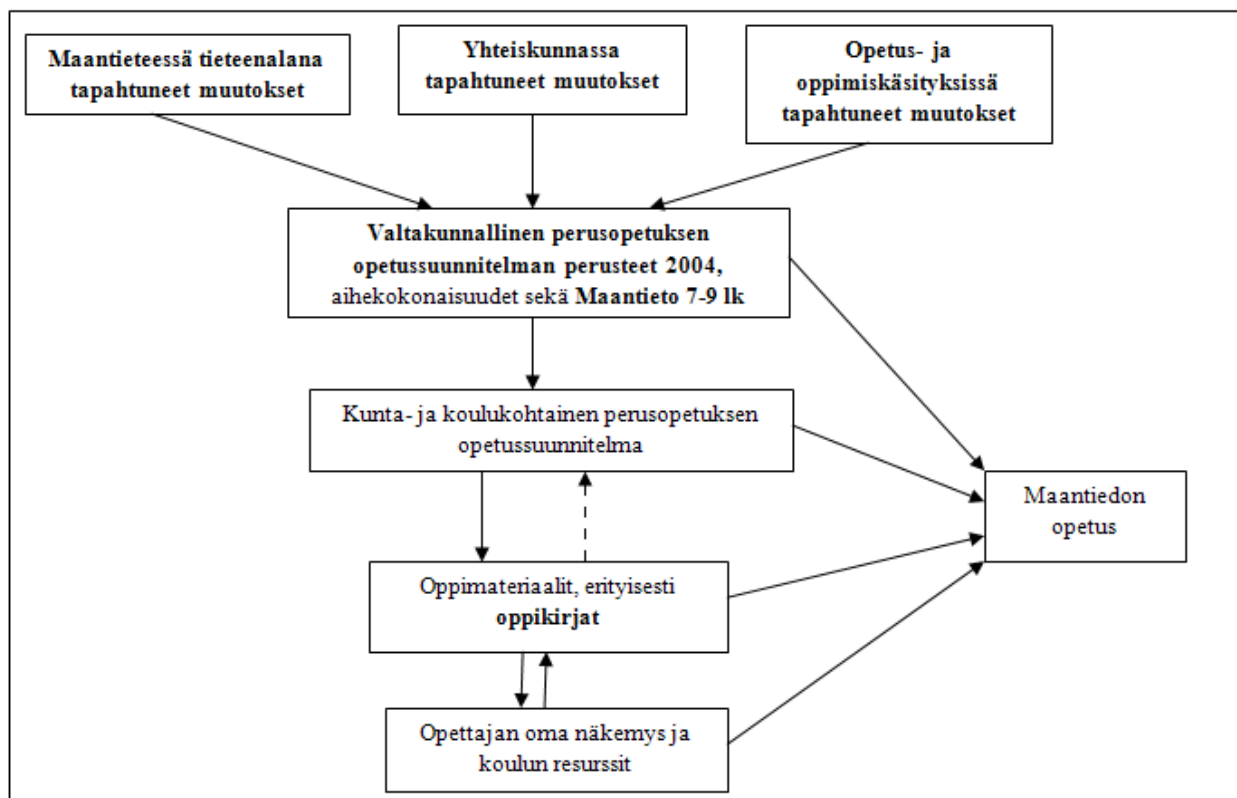 Maantieteessä tieteenalana
tapahtuneet muutokset
Yhteiskunnassa
tapahtuneet muutokset
Opetus- ja
oppimiskäsityksissä
tapahtuneet muutokset
Valtakunnallinen perusopetuksen
opetussuunnitelman perusteet 2004,
aihekokonaisuudet sekä Maantieto 7-9 lk
Kunta- ja koulukohtainen perusopetuksen
opetussuunnitelma
Maantiedon
opetus
Oppimateriaalit, erityisesti
oppikirjat
Opettajan oma näkemys ja
koulun resurssit